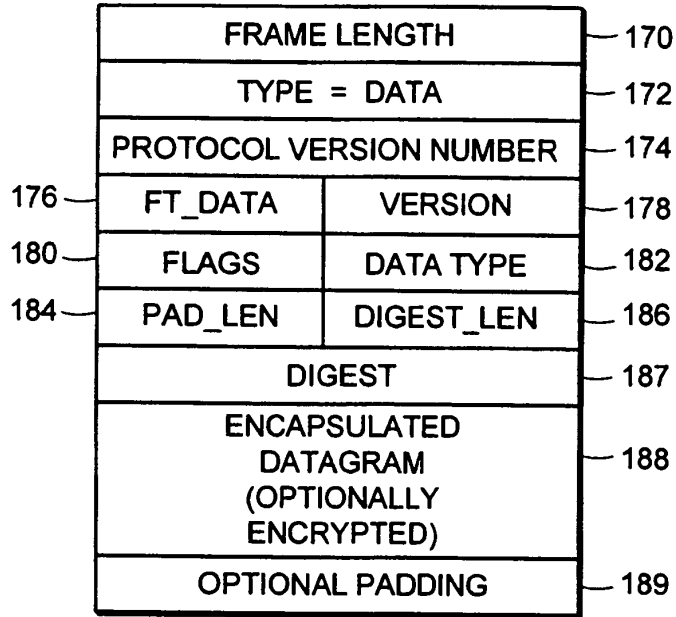 FRAME LENGTH 170
TYPE = DATA 172
PROTOCOL VERSION NUMBER 174
176 FT_DATA VERSION 178
180 FLAGS DATA TYPE 182
184 PAD_LEN DIGEST_LEN 186
DIGEST 187
ENCAPSULATED
DATAGRAM 188
(OPTIONALLY
ENCRYPTED)
OPTIONAL PADDING 189